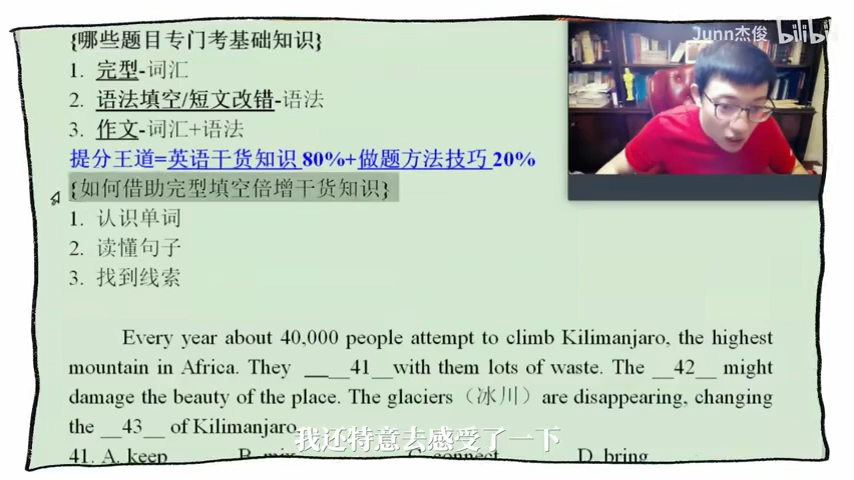 {哪些题目专门考基础知识}
Junn杰俊 bilibili
1. 完型-词汇
2. 语法填空/短文改错-语法
3. 作文-词汇+语法
提分王道=英语干货知识 80%+做题方法技巧 20%
{如何借助完型填空倍增干货知识}
1. 认识单词
2. 读懂句子
3. 找到线索
Every year about 40,000 people attempt to climb Kilimanjaro, the highest
mountain in Africa. They __ __41__with them lots of waste. The __42__ might
damage the beauty of the place. The glaciers（冰川）are disappearing, changing
the __43__ of Kilimanjaro.
我还特意去感受了一下
41. A. keep B. mix C. connect D. bring